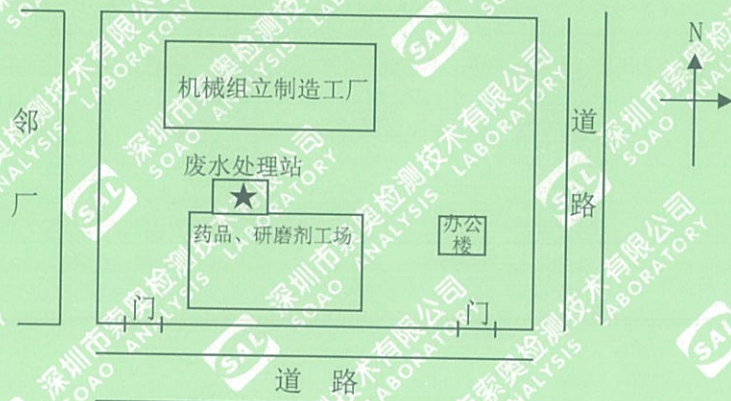 N
机械组立制造工厂
邻厂
道路
废水处理站
药品、研磨剂工场
办公
楼
门
门
道 路
SAL
深圳市索奥检测技术有限公司
SOAO ANALYSIS LABORATORY